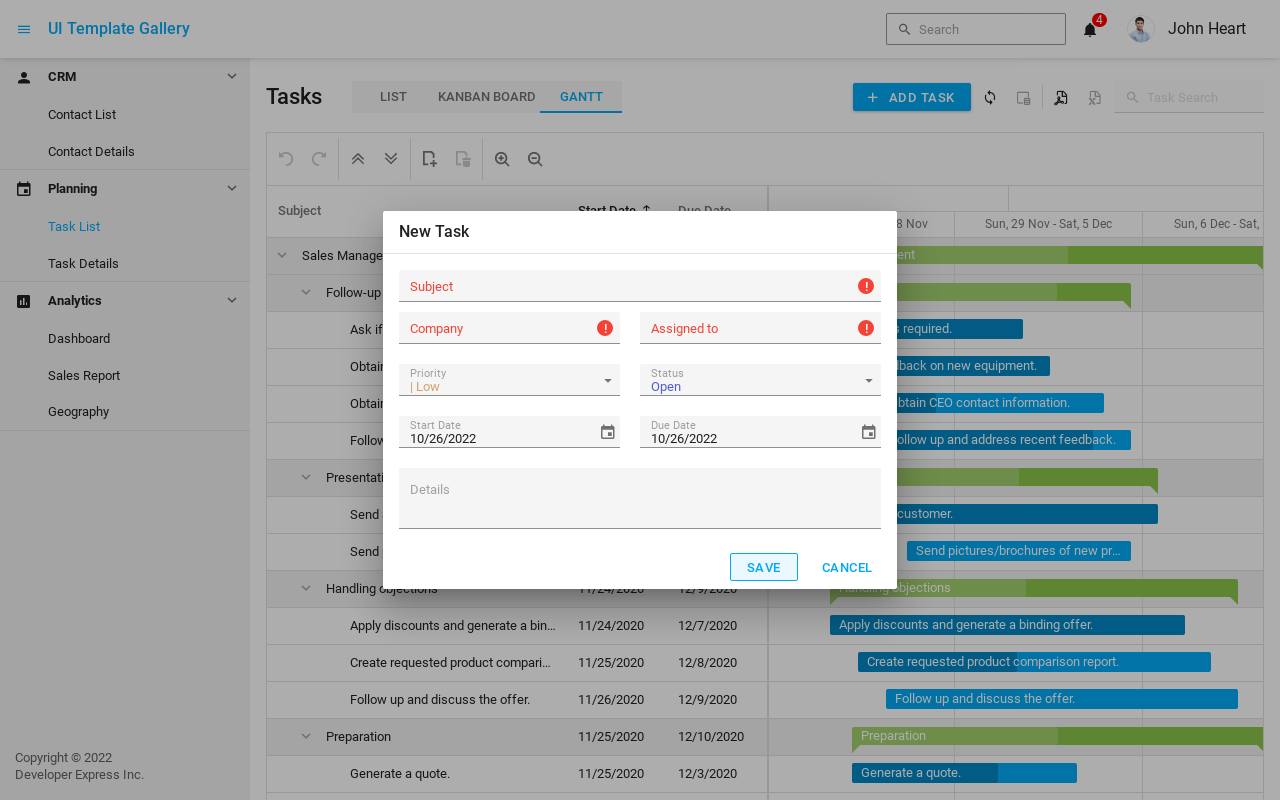 UI Template Gallery
Search
4
John Heart
CRM
Contact List
Contact Details
Planning
Task List
Task Details
Analytics
Dashboard
Sales Report
Geography
Copyright © 2022
Developer Express Inc.
Tasks
LIST
KANBAN BOARD
GANTT
ADD TASK
Task Search
Subject
Start Date
Due Date
8 Nov
Sun, 29 Nov - Sat, 5 Dec
Sun, 6 Dec - Sat,
Sales Manage
ent
Follow-up
Ask if
s required.
Obtain
back on new equipment.
Obtain
btain CEO contact information.
Follow
ollow up and address recent feedback.
Presentati
Send
customer.
Send
Send pictures/brochures of new pr...
New Task
Subject
Company
Assigned to
Priority
| Low
Status
Open
Start Date
10/26/2022
Due Date
10/26/2022
Details
SAVE
CANCEL
Handling objections
11/24/2020
12/9/2020
Handling objections
Apply discounts and generate a bin...
11/24/2020
12/7/2020
Apply discounts and generate a binding offer.
Create requested product compari...
11/25/2020
12/8/2020
Create requested product comparison report.
Follow up and discuss the offer.
11/26/2020
12/9/2020
Follow up and discuss the offer.
Preparation
11/25/2020
12/10/2020
Preparation
Generate a quote.
11/25/2020
12/3/2020
Generate a quote.